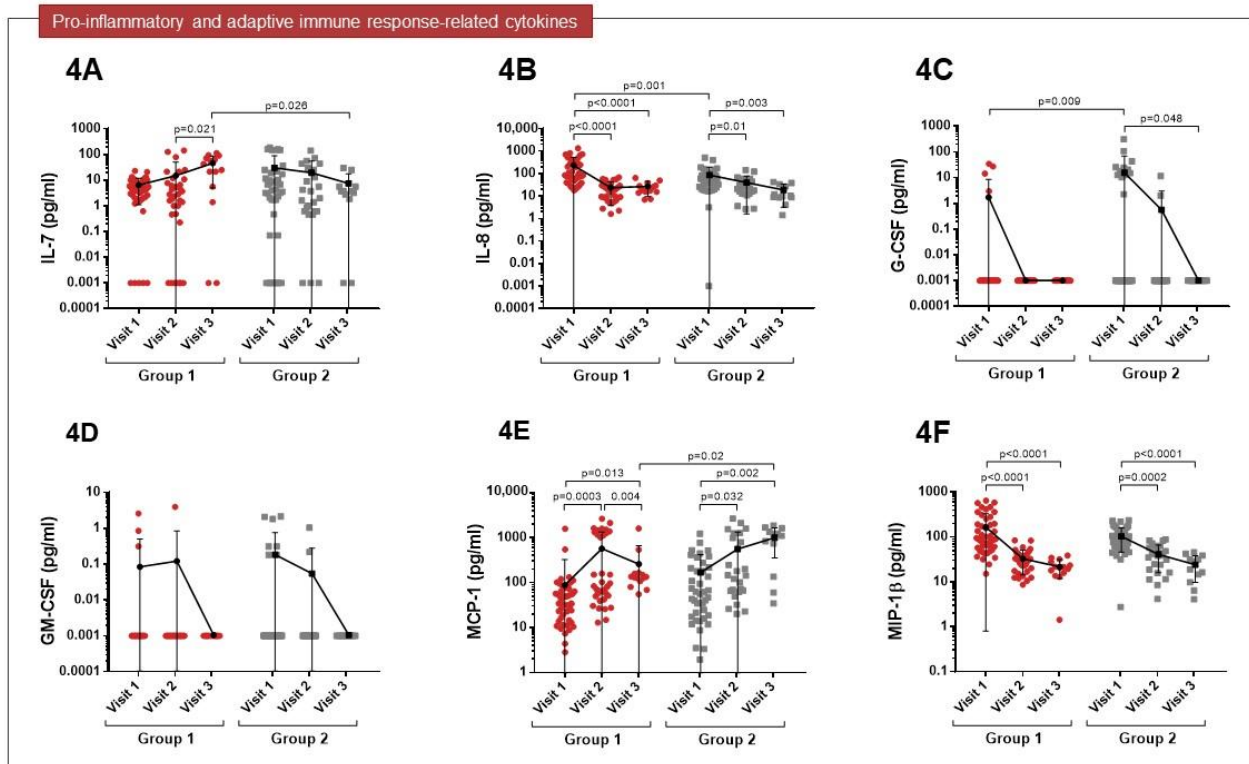 Pro-inflammatory and adaptive immune response-related cytokines
4A
p=0.026
p=0.021
IL-7 (pg/ml)
1000
100
10
1
0.1
0.01
0.001
0.0001
Visit 1
Visit 2
Visit 3
Visit 1
Visit 2
Visit 3
Group 1
Group 2
4B
p=0.001
p<0.0001
p=0.003
p<0.0001
p=0.01
IL-8 (pg/ml)
10,000
1000
100
10
1
0.1
0.01
0.001
0.0001
Visit 1
Visit 2
Visit 3
Visit 1
Visit 2
Visit 3
Group 1
Group 2
4C
p=0.009
p=0.048
G-CSF (pg/ml)
1000
100
10
1
0.1
0.01
0.001
0.0001
Visit 1
Visit 2
Visit 3
Visit 1
Visit 2
Visit 3
Group 1
Group 2
4D
GM-CSF (pg/ml)
10
1
0.1
0.01
0.001
0.0001
Visit 1
Visit 2
Visit 3
Visit 1
Visit 2
Visit 3
Group 1
Group 2
4E
p=0.02
p=0.013
p=0.002
p=0.0003
0.004
p=0.032
MCP-1 (pg/ml)
10,000
1000
100
10
1
Visit 1
Visit 2
Visit 3
Visit 1
Visit 2
Visit 3
Group 1
Group 2
4F
p<0.0001
p<0.0001
p<0.0001
p=0.0002
MIP-1β (pg/ml)
1000
100
10
1
0.1
Visit 1
Visit 2
Visit 3
Visit 1
Visit 2
Visit 3
Group 1
Group 2